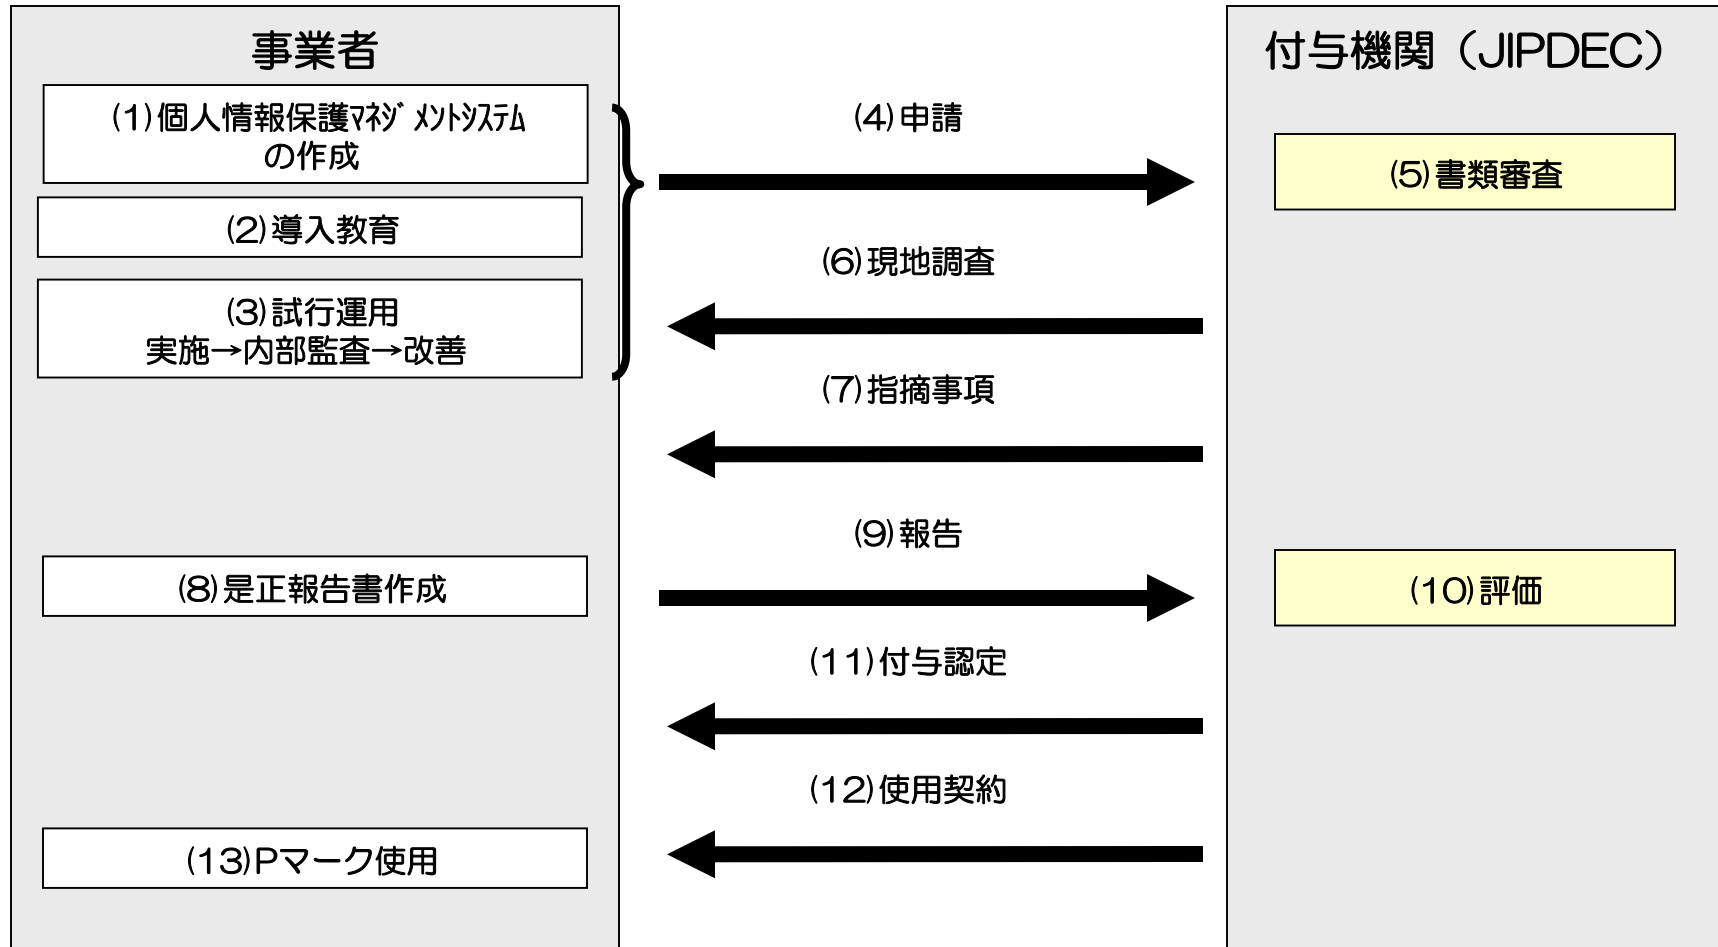 事業者
付与機関（JIPDEC）
(1)個人情報保護ﾏﾈｼﾞﾒﾝﾄｼｽﾃﾑ
の作成
(4)申請
(5)書類審査
(2)導入教育
(6)現地調査
(3)試行運用
実施→内部監査→改善
(7)指摘事項
(9)報告
(8)是正報告書作成
(10)評価
(11)付与認定
(12)使用契約
(13)Pマーク使用